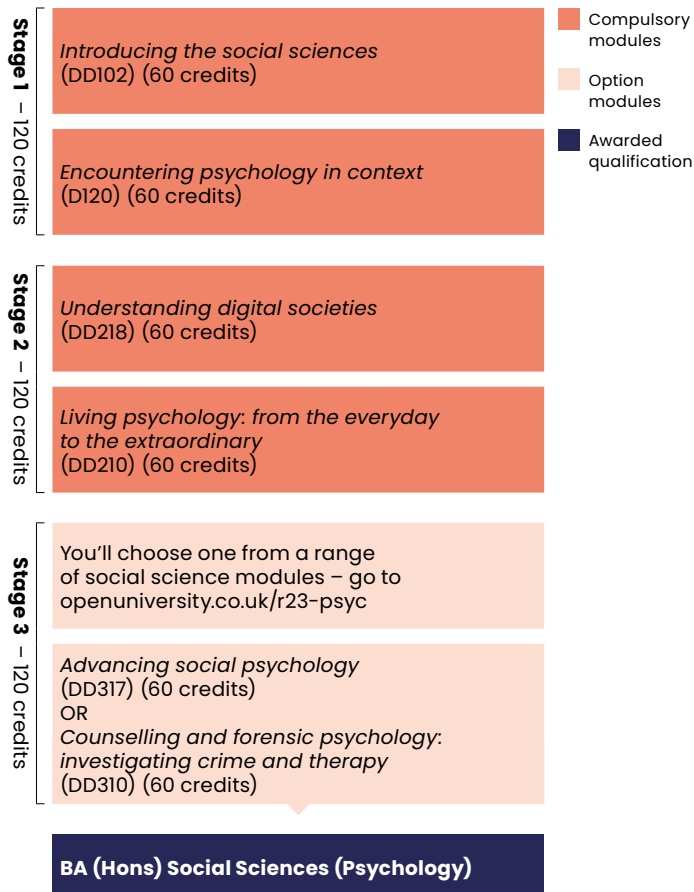 Stage 1 – 120 credits
Introducing the social sciences
(DD102) (60 credits)
Encountering psychology in context
(D120) (60 credits)
Stage 2 – 120 credits
Understanding digital societies
(DD218) (60 credits)
Living psychology: from the everyday
to the extraordinary
(DD210) (60 credits)
Stage 3 – 120 credits
You’ll choose one from a range
of social science modules – go to
openuniversity.co.uk/r23-psyc
Advancing social psychology
(DD317) (60 credits)
OR
Counselling and forensic psychology:
investigating crime and therapy
(DD310) (60 credits)
BA (Hons) Social Sciences (Psychology)
Compulsory
modules
Option
modules
Awarded
qualification